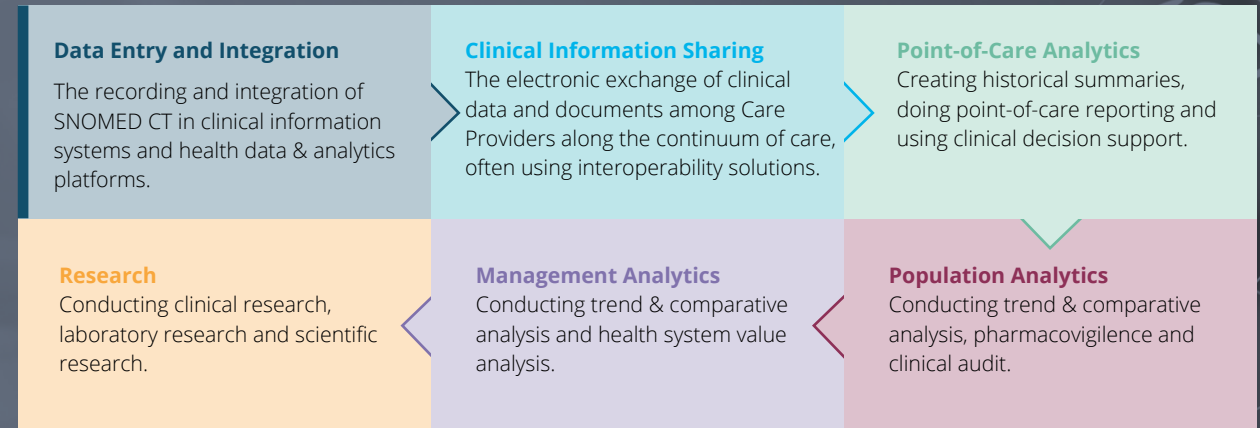 Data Entry and Integration
The recording and integration of
SNOMED CT in clinical information
systems and health data & analytics
platforms.
Clinical Information Sharing
The electronic exchange of clinical
data and documents among Care
Providers along the continuum of care,
often using interoperability solutions.
Point-of-Care Analytics
Creating historical summaries,
doing point-of-care reporting and
using clinical decision support.
Research
Conducting clinical research,
laboratory research and scientific
research.
Management Analytics
Conducting trend & comparative
analysis and health system value
analysis.
Population Analytics
Conducting trend & comparative
analysis, pharmacovigilence and
clinical audit.